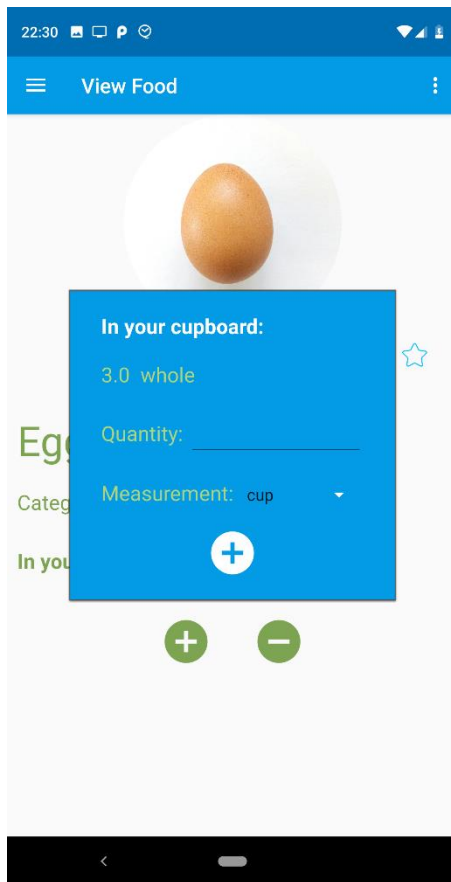 22:30
View Food
In your cupboard:
3.0 whole
Quantity:
Measurement: cup
Egg
Categ
In you